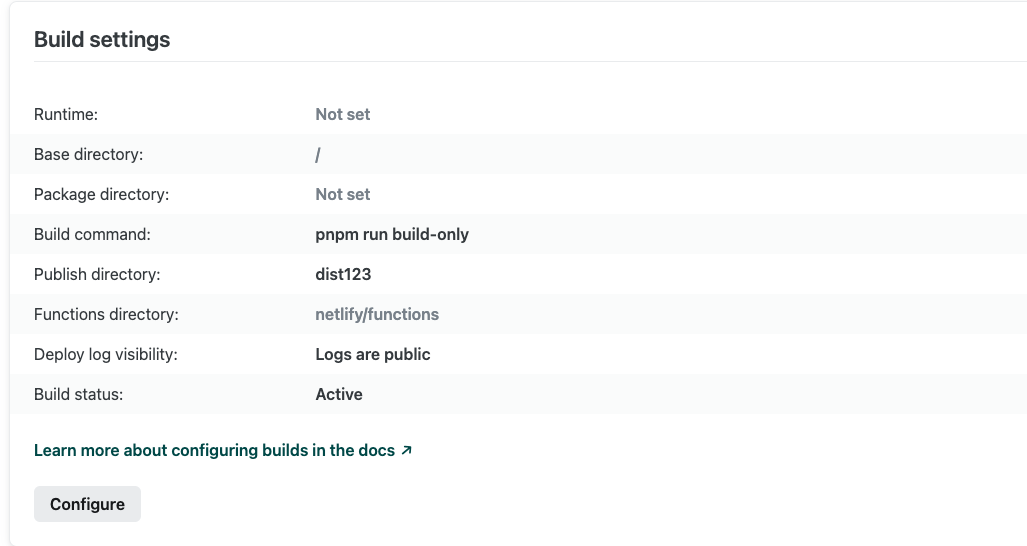 Build settings
Runtime: Not set
Base directory: /
Package directory: Not set
Build command: pnpm run build-only
Publish directory: dist123
Functions directory: netlify/functions
Deploy log visibility: Logs are public
Build status: Active
Learn more about configuring builds in the docs ↗
Configure